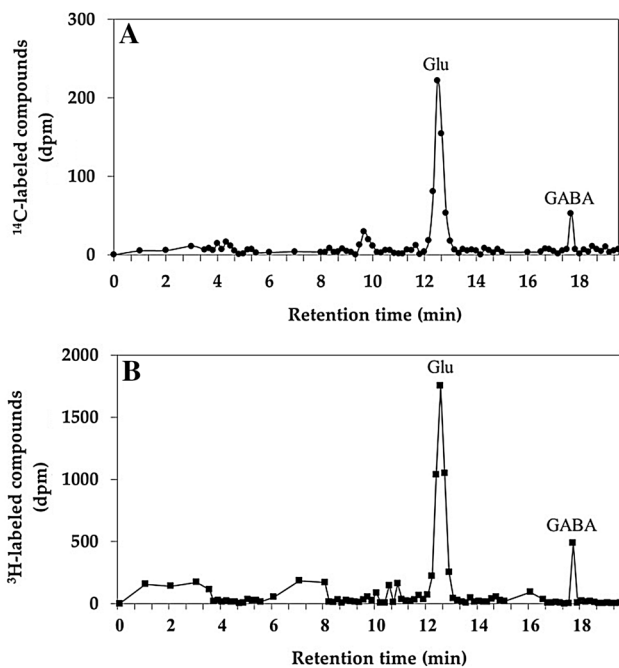 A
¹⁴C-labeled compounds
(dpm)
300
200
100
0
Glu
GABA
0 2 4 6 8 10 12 14 16 18
Retention time (min)
B
³H-labeled compounds
(dpm)
2000
1500
1000
500
0
Glu
GABA
0 2 4 6 8 10 12 14 16 18
Retention time (min)